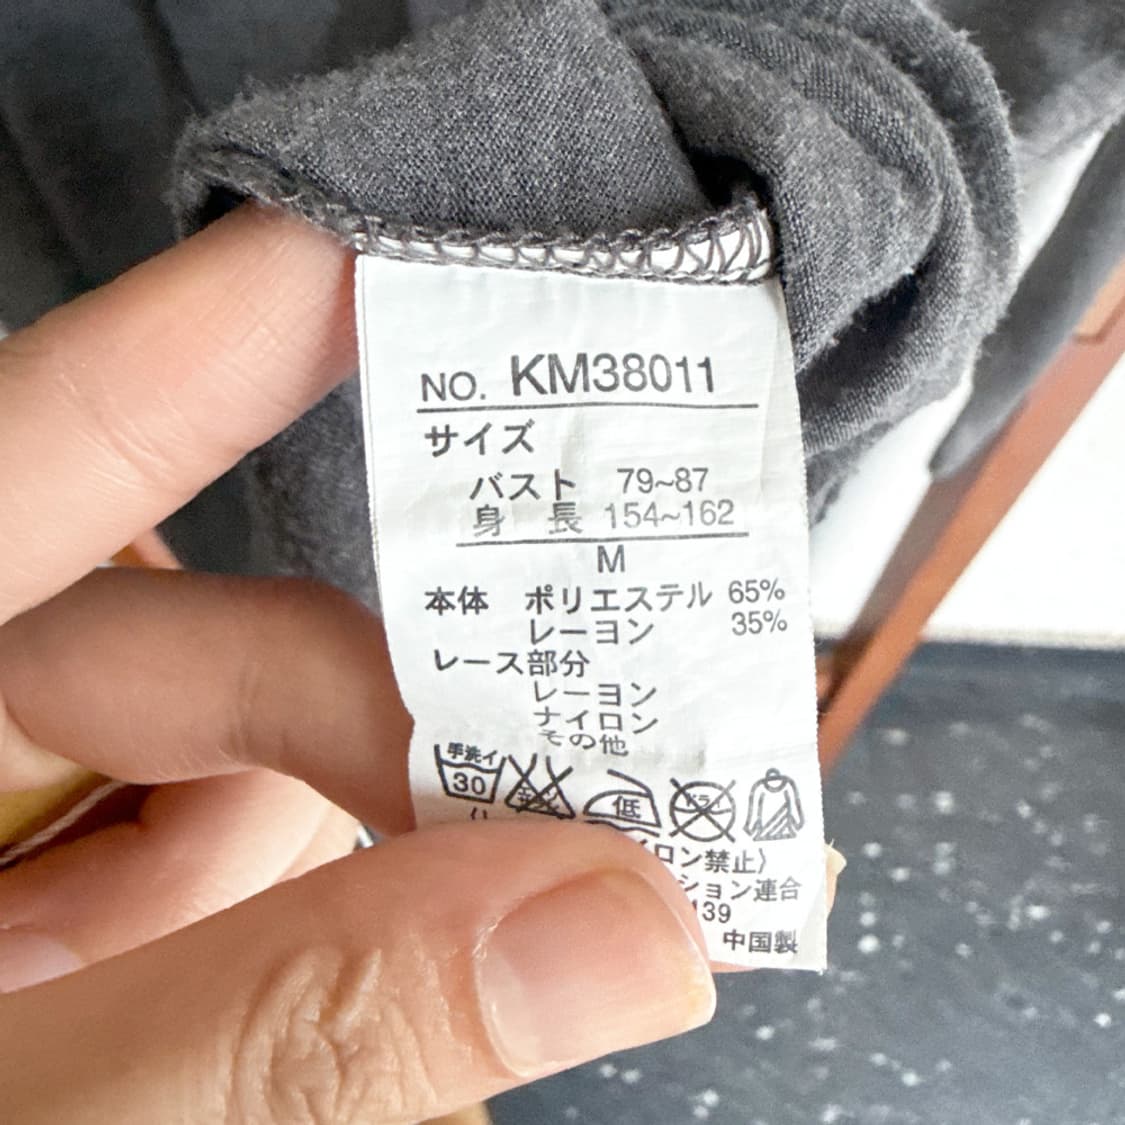 NO. KM38011
サイズ
バスト 79~87
身 長 154~162
M
本体 ポリエステル 65%
レーヨン 35%
レース部分
レーヨン
ナイロン
その他
手洗イ
30
低
ドライ
ロン禁止〉
ション連合
139
中国製